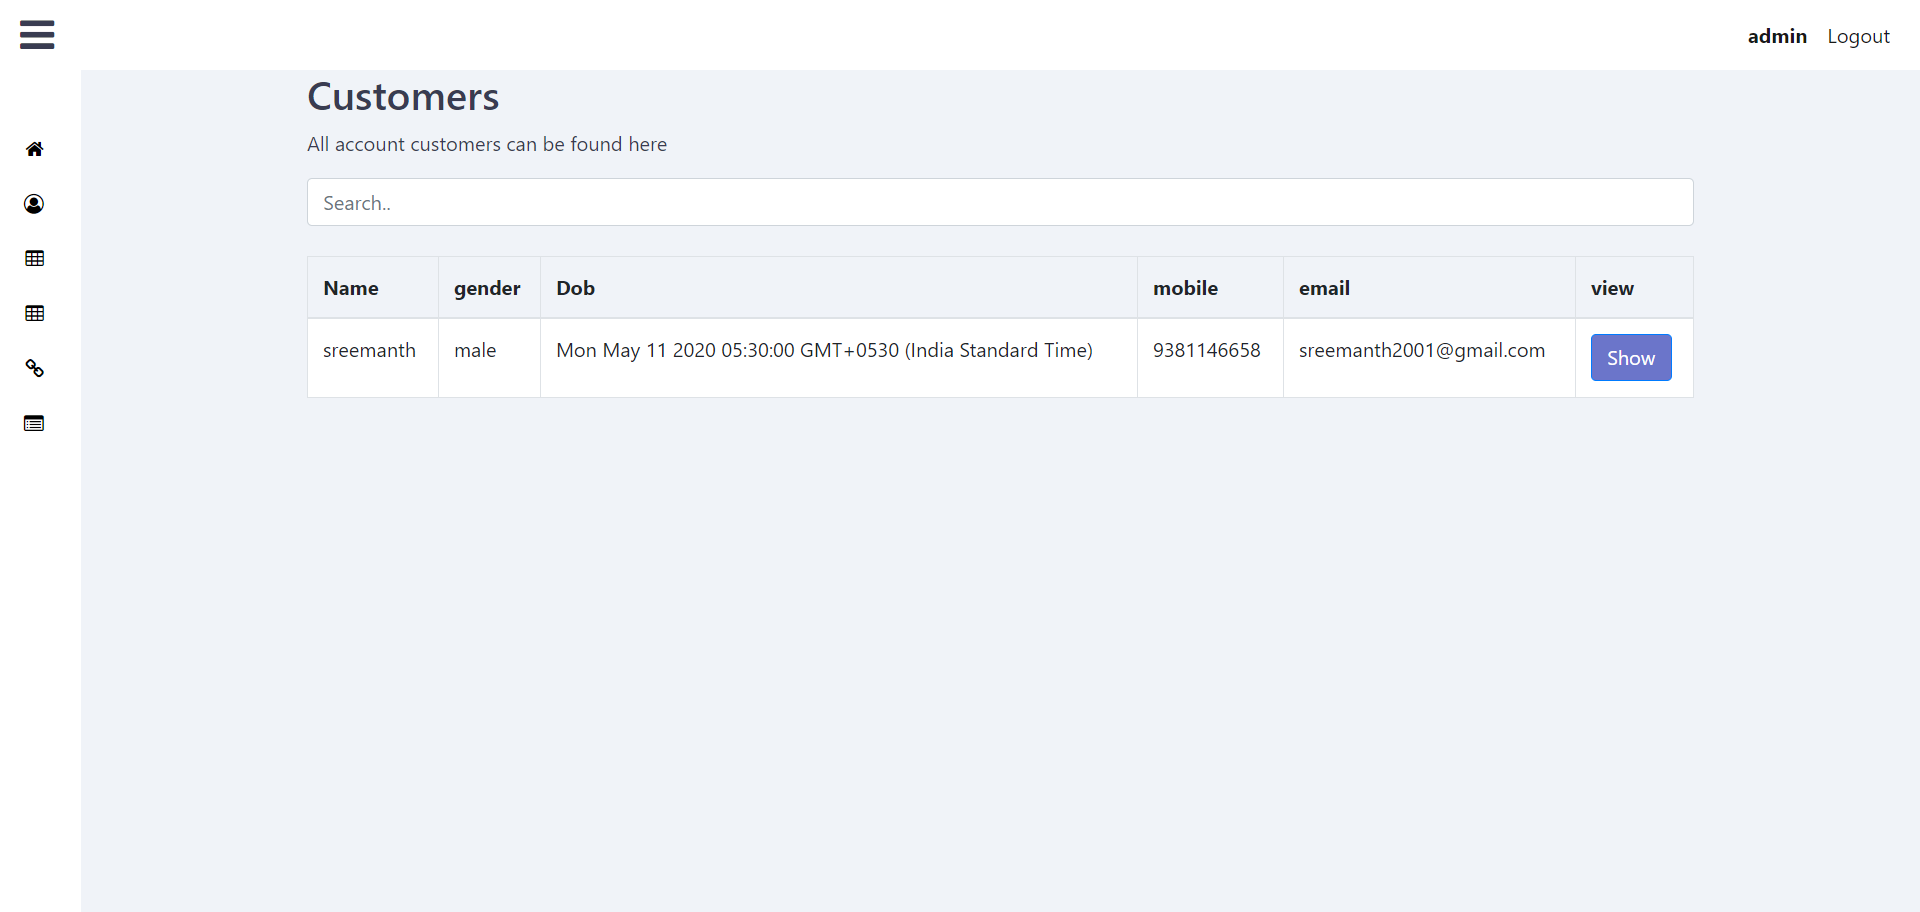 admin Logout
Customers
All account customers can be found here
Search..
Name gender Dob mobile email view
sreemanth male Mon May 11 2020 05:30:00 GMT+0530 (India Standard Time) 9381146658 sreemanth2001@gmail.com Show